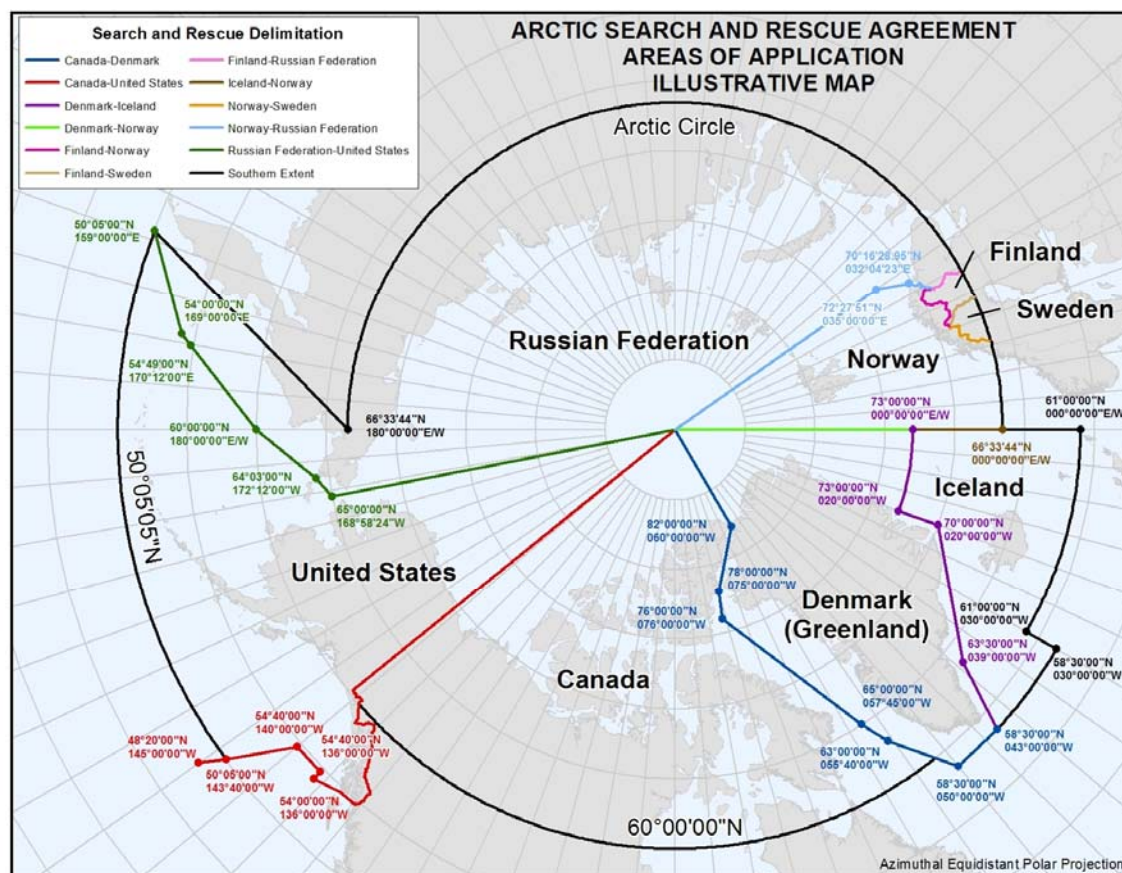 ARCTIC SEARCH AND RESCUE AGREEMENT
AREAS OF APPLICATION
ILLUSTRATIVE MAP
Search and Rescue Delimitation
Canada-Denmark
Canada-United States
Denmark-Iceland
Denmark-Norway
Finland-Norway
Finland-Sweden
Finland-Russian Federation
Iceland-Norway
Norway-Sweden
Norway-Russian Federation
Russian Federation-United States
Southern Extent
Arctic Circle
50°05'00"N
159°00'00"E
54°00'00"N
169°00'00"E
54°49'00"N
170°12'00"E
60°00'00"N
180°00'00"E/W
64°03'00"N
172°12'00"W
65°00'00"N
168°58'24"W
66°33'44"N
180°00'00"E/W
50°05'05"N
70°16'28.95"N
032°04'23"E
72°27'51"N
035°00'00"E
Finland
Sweden
Norway
Russian Federation
73°00'00"N
000°00'00"E/W
61°00'00"N
000°00'00"E/W
66°33'44"N
000°00'00"E/W
Iceland
73°00'00"N
020°00'00"W
70°00'00"N
020°00'00"W
82°00'00"N
060°00'00"W
78°00'00"N
075°00'00"W
76°00'00"N
076°00'00"W
United States
Denmark
(Greenland)
61°00'00"N
030°00'00"W
63°30'00"N
039°00'00"W
58°30'00"N
030°00'00"W
Canada
65°00'00"N
057°45'00"W
63°00'00"N
055°40'00"W
58°30'00"N
043°00'00"W
58°30'00"N
050°00'00"W
54°40'00"N
140°00'00"W
54°40'00"N
136°00'00"W
48°20'00"N
145°00'00"W
50°05'00"N
143°40'00"W
54°00'00"N
136°00'00"W
60°00'00"N
Azimuthal Equidistant Polar Projection